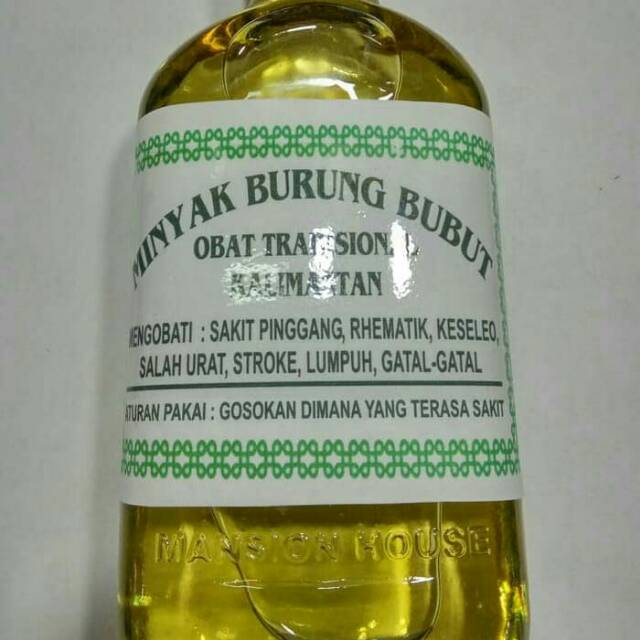 MINYAK BURUNG BUBUT
OBAT TRADISIONAL
KALIMANTAN
MENGOBATI : SAKIT PINGGANG, RHEMATIK, KESELEO,
SALAH URAT, STROKE, LUMPUH, GATAL-GATAL
ATURAN PAKAI : GOSOKAN DIMANA YANG TERASA SAKIT
MANSION HOUSE